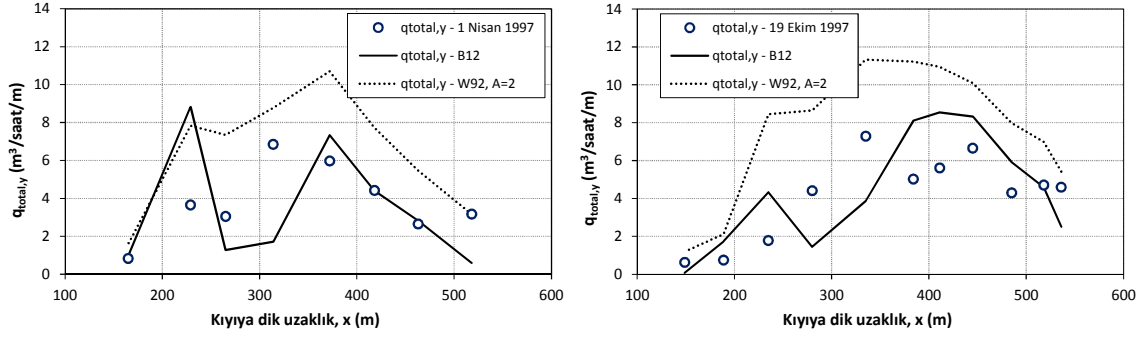 14
12
10
8
6
4
2
0
100 200 300 400 500 600
q_total,y (m³/saat/m)
Kıyıya dik uzaklık, x (m)
qtotal,y - 1 Nisan 1997
qtotal,y - B12
qtotal,y - W92, A=2
14
12
10
8
6
4
2
0
100 200 300 400 500 600
q_total,y (m³/saat/m)
Kıyıya dik uzaklık, x (m)
qtotal,y - 19 Ekim 1997
qtotal,y - B12
qtotal,y - W92, A=2